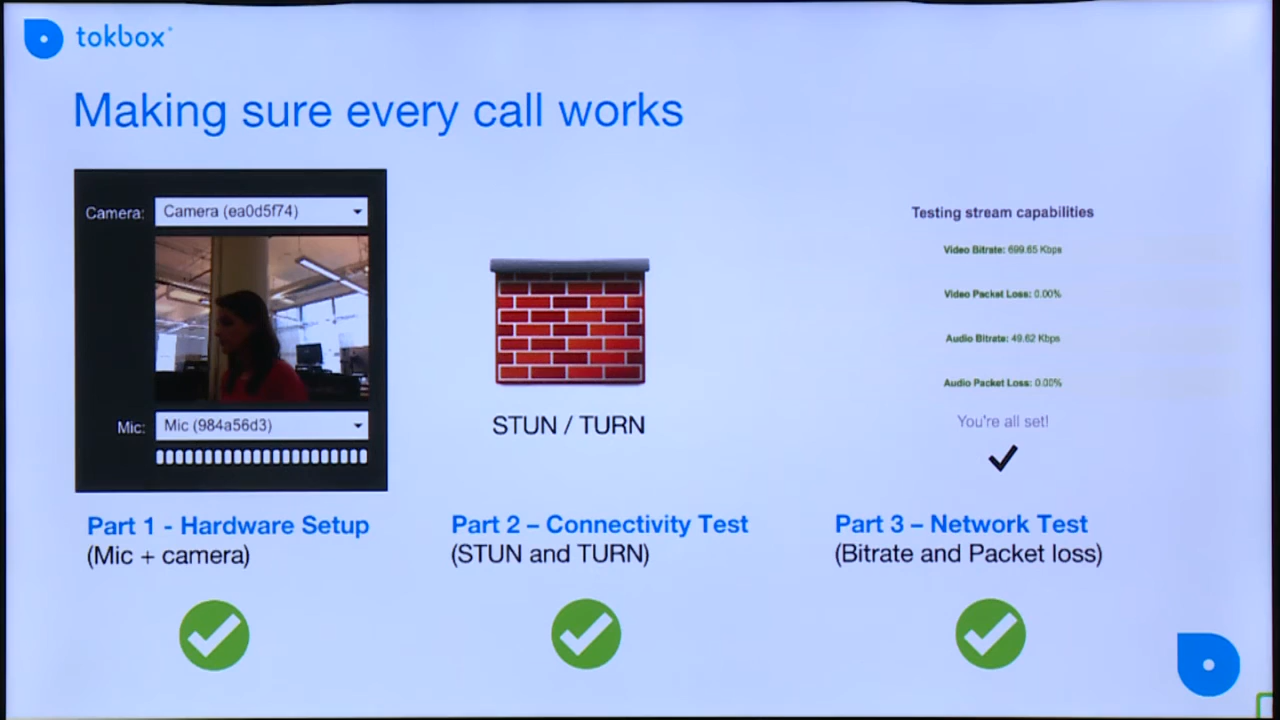 tokbox
Making sure every call works
Camera: Camera (ea0d5f74)
Mic: Mic (984a56d3)
STUN / TURN
Testing stream capabilities
Video Bitrate: 699.65 Kbps
Video Packet Loss: 0.00%
Audio Bitrate: 49.62 Kbps
Audio Packet Loss: 0.00%
You're all set!
Part 1 - Hardware Setup
(Mic + camera)
Part 2 – Connectivity Test
(STUN and TURN)
Part 3 – Network Test
(Bitrate and Packet loss)